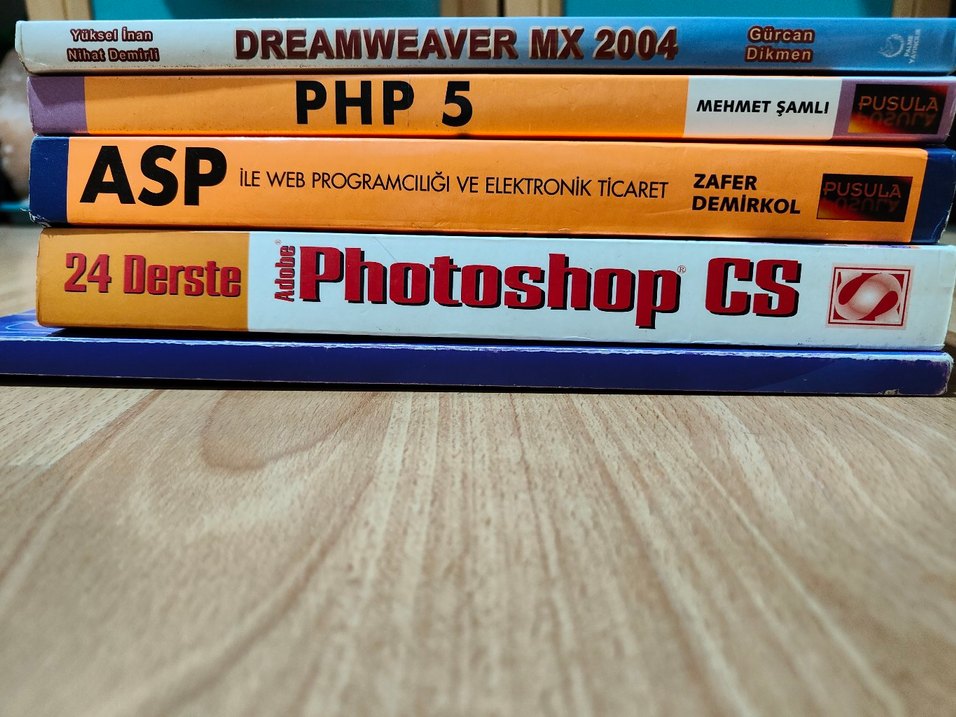 Yüksel İnan
Nihat Demirli
DREAMWEAVER MX 2004
Gürcan
Dikmen
PHP 5
MEHMET ŞAMLI
PUSULA
ASP
İLE WEB PROGRAMCILIĞI VE ELEKTRONİK TİCARET
ZAFER
DEMİRKOL
PUSULA
24 Derste
Adobe®
Photoshop® CS